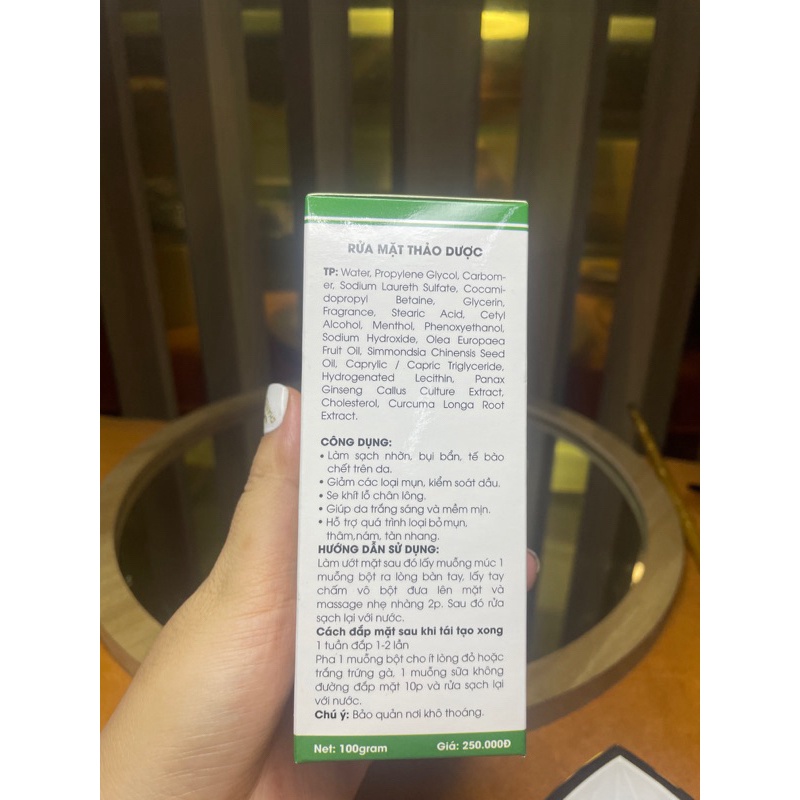 RỬA MẶT THẢO DƯỢC
TP: Water, Propylene Glycol, Carbom-
er, Sodium Laureth Sulfate, Cocami-
dopropyl Betaine, Glycerin,
Fragrance, Stearic Acid, Cetyl
Alcohol, Menthol, Phenoxyethanol,
Sodium Hydroxide, Olea Europaea
Fruit Oil, Simmondsia Chinensis Seed
Oil, Caprylic / Capric Triglyceride,
Hydrogenated Lecithin, Panax
Ginseng Callus Culture Extract,
Cholesterol, Curcuma Longa Root
Extract.
CÔNG DỤNG:
• Làm sạch nhờn, bụi bẩn, tế bào
chết trên da.
• Giảm các loại mụn, kiểm soát dầu.
• Se khít lỗ chân lông.
• Giúp da trắng sáng và mềm mịn.
• Hỗ trợ quá trình loại bỏ mụn,
thâm,nám, tàn nhang.
HƯỚNG DẪN SỬ DỤNG:
Làm ướt mặt sau đó lấy muỗng múc 1
muỗng bột ra lòng bàn tay, lấy tay
chấm vô bột đưa lên mặt và
massage nhẹ nhàng 2p. Sau đó rửa
sạch lại với nước.
Cách đắp mặt sau khi tái tạo xong
1 tuần đắp 1-2 lần
Pha 1 muỗng bột cho ít lòng đỏ hoặc
trắng trứng gà, 1 muỗng sữa không
đường đắp mặt 10p và rửa sạch lại
với nước.
Chú ý: Bảo quản nơi khô thoáng.
Net: 100gram Giá: 250.000Đ